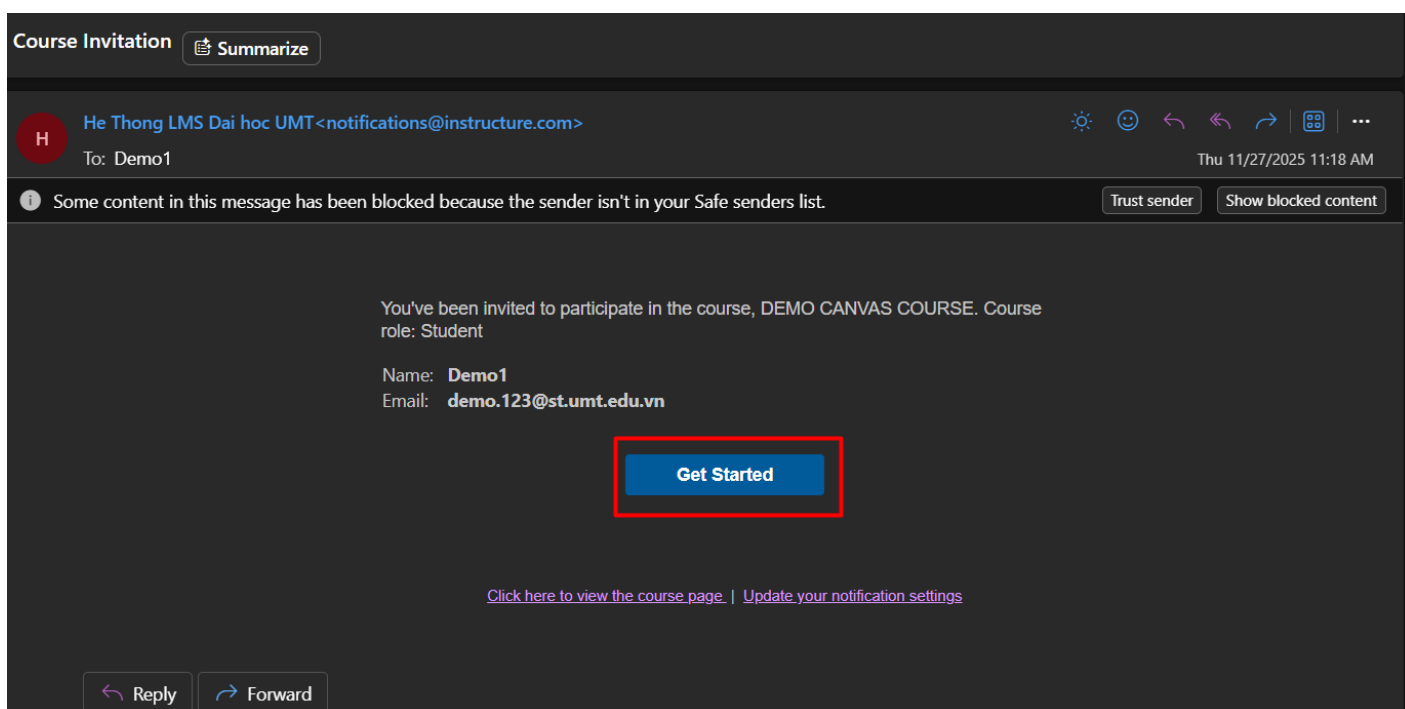 Course Invitation Summarize
H
He Thong LMS Dai hoc UMT<notifications@instructure.com>
To: Demo1
Thu 11/27/2025 11:18 AM
Some content in this message has been blocked because the sender isn't in your Safe senders list. Trust sender Show blocked content
You've been invited to participate in the course, DEMO CANVAS COURSE. Course
role: Student
Name: Demo1
Email: demo.123@st.umt.edu.vn
Get Started
Click here to view the course page | Update your notification settings
Reply Forward